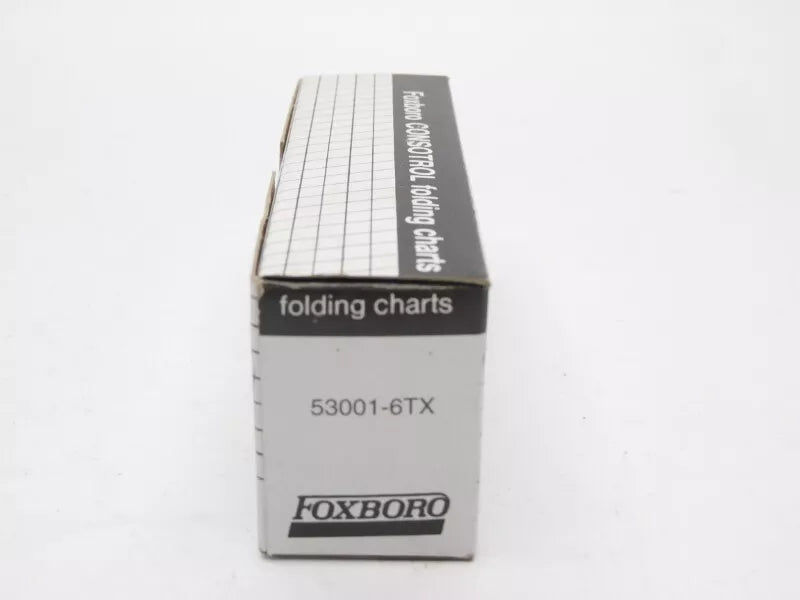 Foxboro CONSOTROL folding charts
folding charts
53001-6TX
FOXBORO